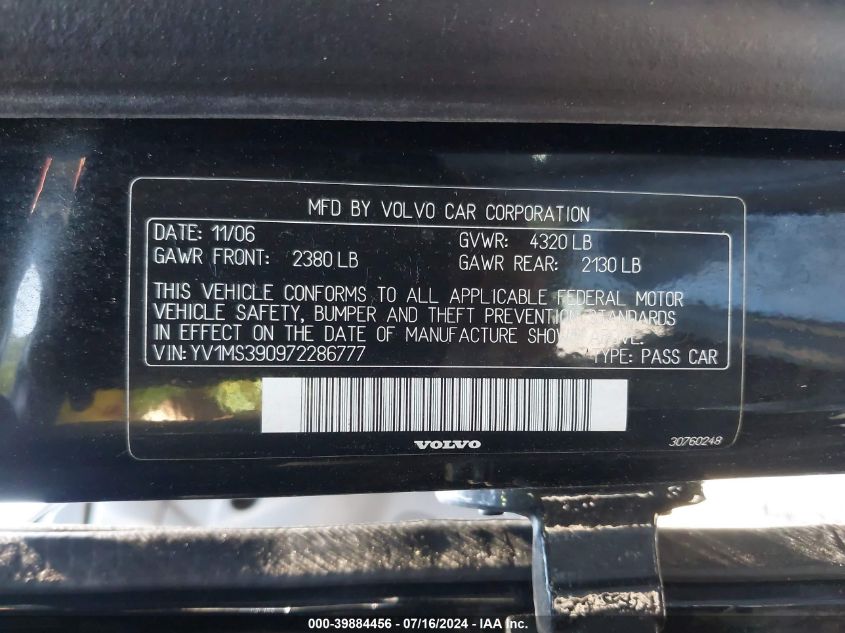 MFD BY VOLVO CAR CORPORATION
DATE: 11/06 GVWR: 4320 LB
GAWR FRONT: 2380 LB GAWR REAR: 2130 LB
THIS VEHICLE CONFORMS TO ALL APPLICABLE FEDERAL MOTOR
VEHICLE SAFETY, BUMPER AND THEFT PREVENTION STANDARDS
IN EFFECT ON THE DATE OF MANUFACTURE SHOWN ABOVE.
VIN: YV1MS390972286777 TYPE: PASS CAR
VOLVO 30760248
000-39884456 - 07/16/2024 - IAA Inc.